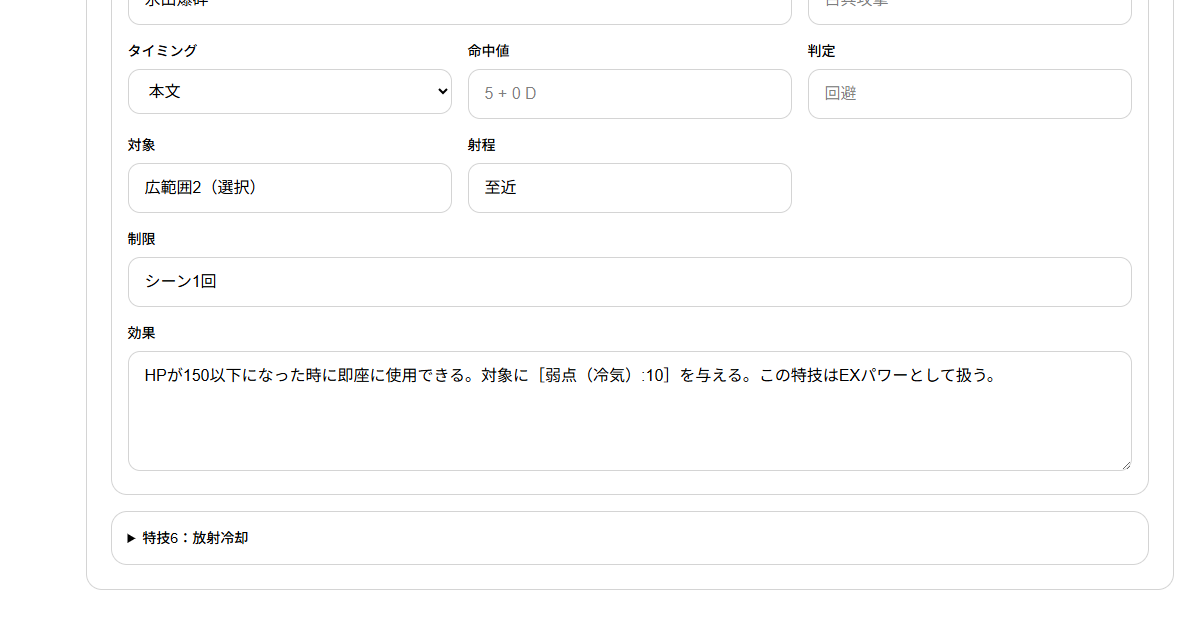 タイミング 命中値 判定
本文 5 + 0 D 回避
対象 射程
広範囲2（選択） 至近
制限
シーン1回
効果
HPが150以下になった時に即座に使用できる。対象に［弱点（冷気）:10］を与える。この特技はEXパワーとして扱う。
▶ 特技6：放射冷却